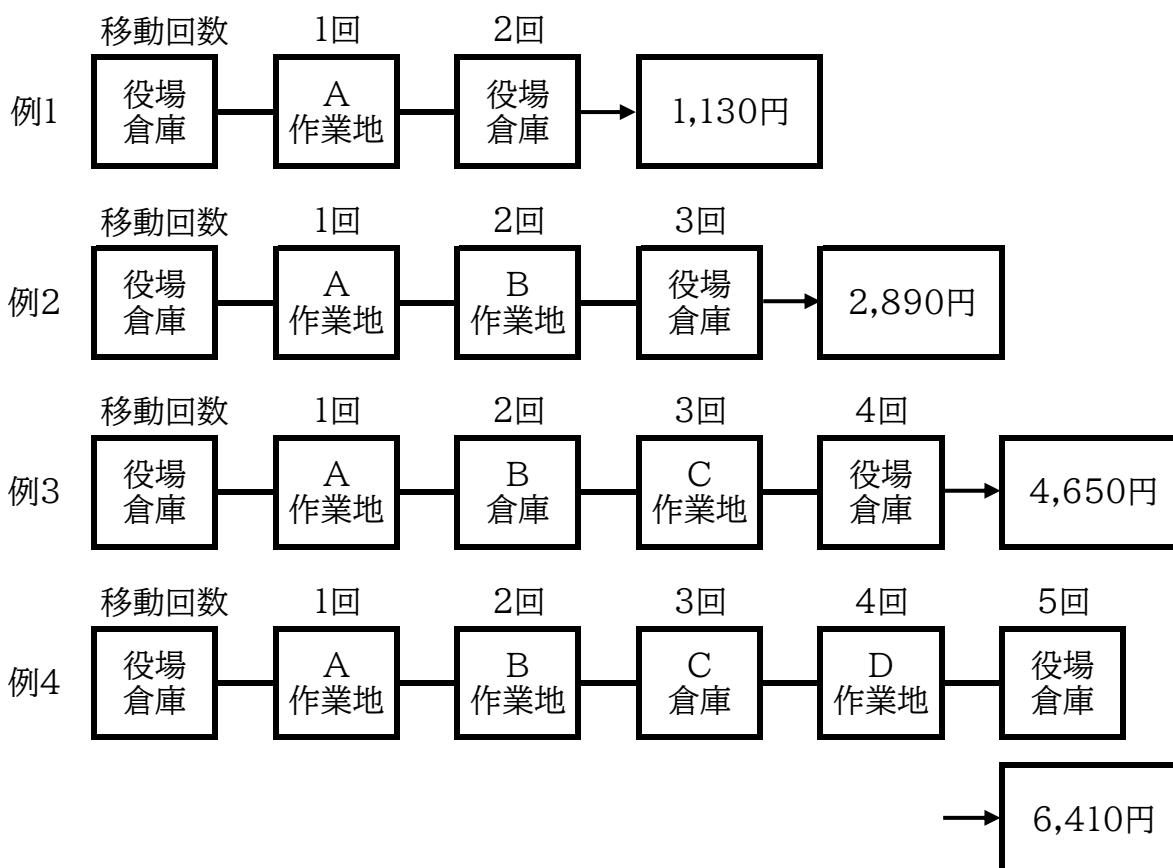 移動回数 1回 2回
例1 役場倉庫 A作業地 役場倉庫 1,130円
移動回数 1回 2回 3回
例2 役場倉庫 A作業地 B作業地 役場倉庫 2,890円
移動回数 1回 2回 3回 4回
例3 役場倉庫 A作業地 B倉庫 C作業地 役場倉庫 4,650円
移動回数 1回 2回 3回 4回 5回
例4 役場倉庫 A作業地 B作業地 C倉庫 D作業地 役場倉庫
6,410円